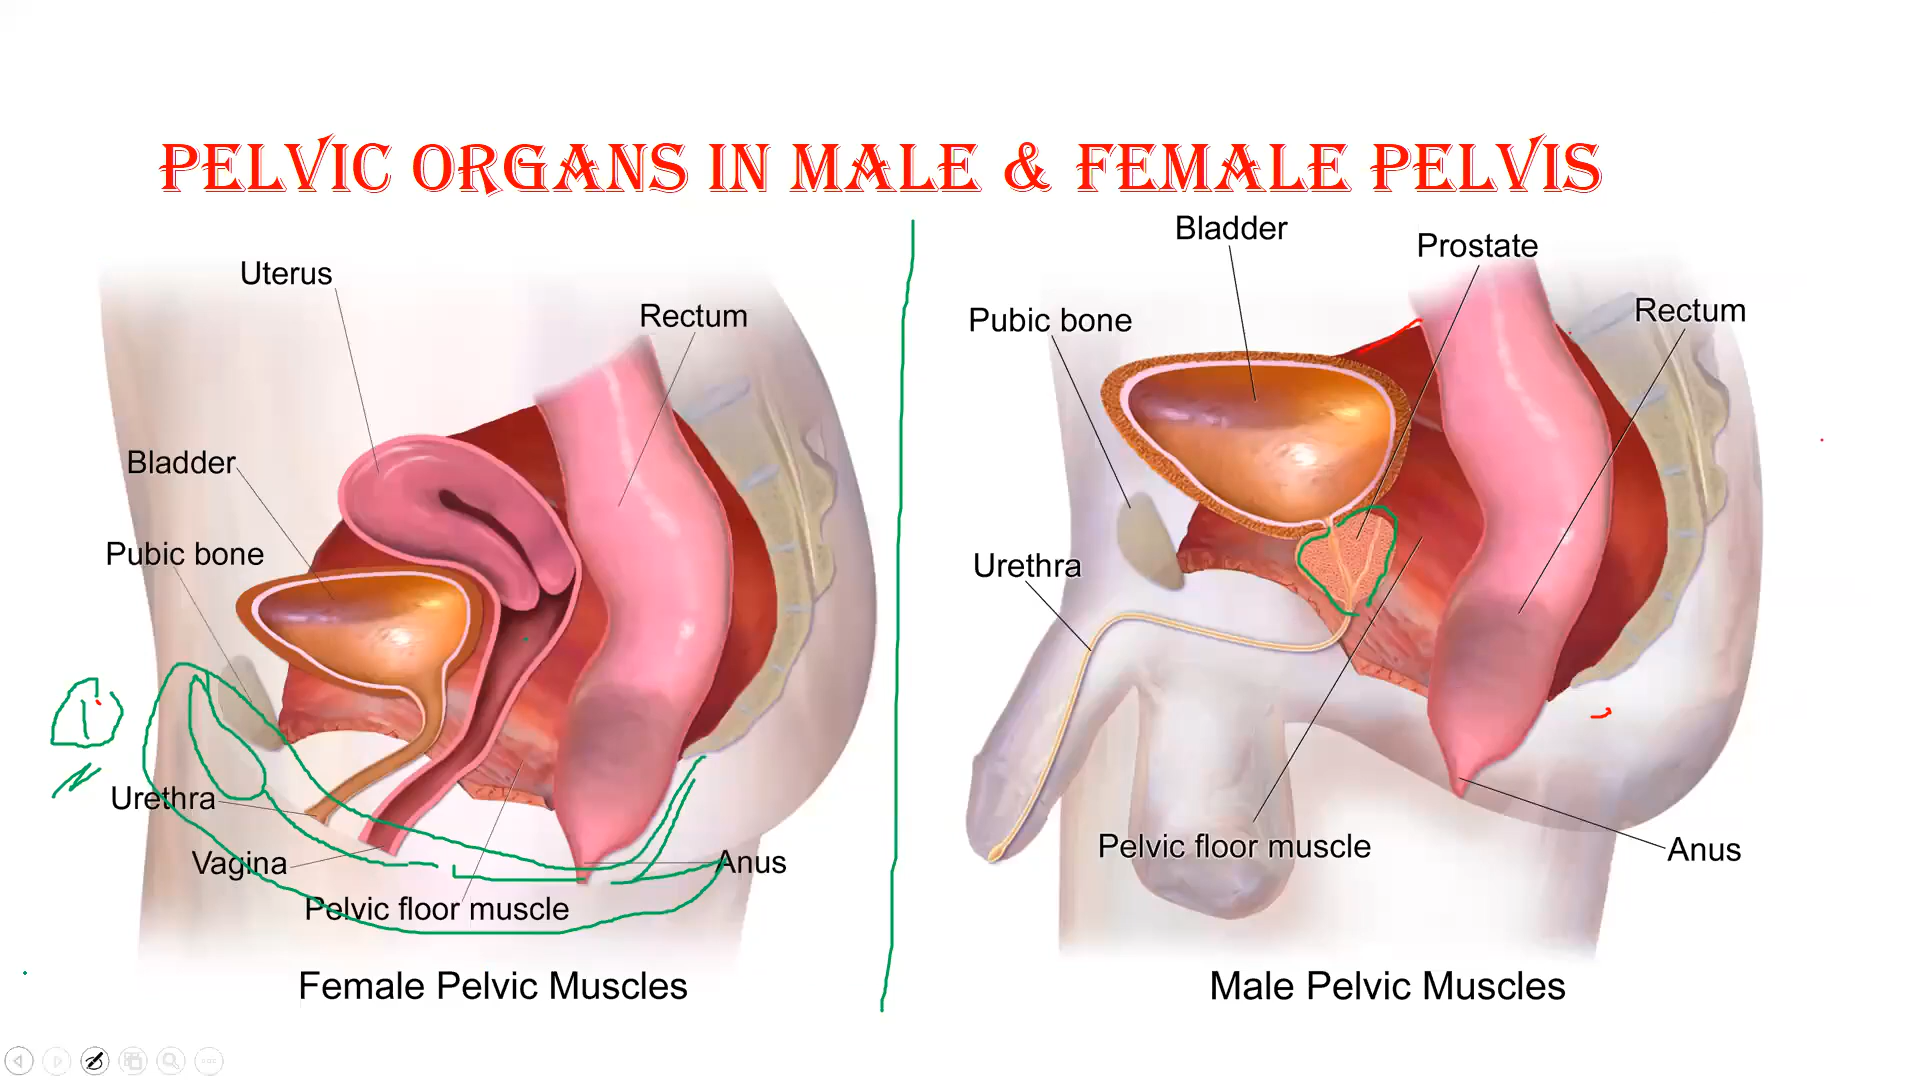 PELVIC ORGANS IN MALE & FEMALE PELVIS
Uterus
Rectum
Bladder
Pubic bone
Urethra
Vagina
Anus
Pelvic floor muscle
Female Pelvic Muscles
Bladder
Prostate
Pubic bone
Rectum
Urethra
Pelvic floor muscle
Anus
Male Pelvic Muscles